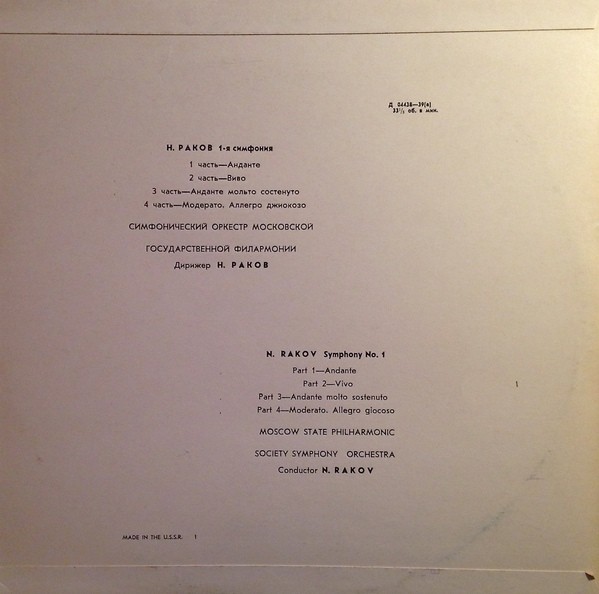 Д 04438—39(а)
33⅓ об. в мин.
Н. РАКОВ 1-я симфония
1 часть—Анданте
2 часть—Виво
3 часть—Анданте мольто состенуто
4 часть—Модерато. Аллегро джиокозо
СИМФОНИЧЕСКИЙ ОРКЕСТР МОСКОВСКОЙ
ГОСУДАРСТВЕННОЙ ФИЛАРМОНИИ
Дирижер Н. РАКОВ
N. RAKOV Symphony No. 1
Part 1—Andante
Part 2—Vivo
Part 3—Andante molto sostenuto
Part 4—Moderato. Allegro giocoso
MOSCOW STATE PHILHARMONIC
SOCIETY SYMPHONY ORCHESTRA
Conductor N. RAKOV
MADE IN THE U.S.S.R. 1